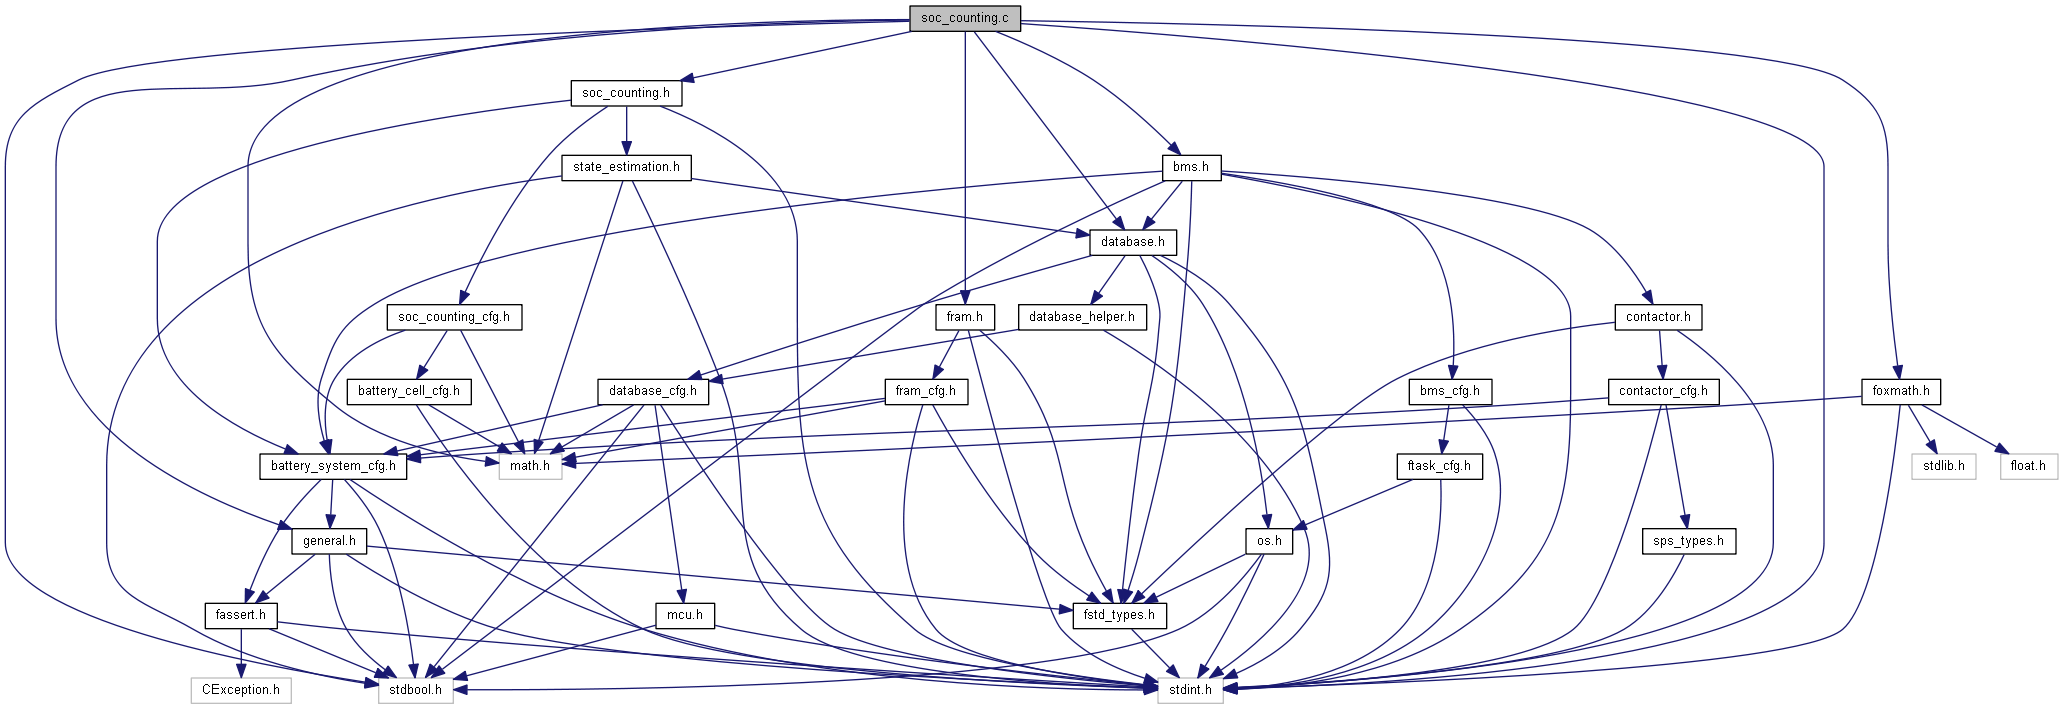 soc_counting.c
soc_counting.h
state_estimation.h
bms.h
database.h
soc_counting_cfg.h
fram.h
database_helper.h
contactor.h
battery_cell_cfg.h
database_cfg.h
fram_cfg.h
bms_cfg.h
contactor_cfg.h
foxmath.h
battery_system_cfg.h
math.h
ftask_cfg.h
stdlib.h
float.h
general.h
os.h
sps_types.h
fassert.h
mcu.h
fstd_types.h
CException.h
stdbool.h
stdint.h